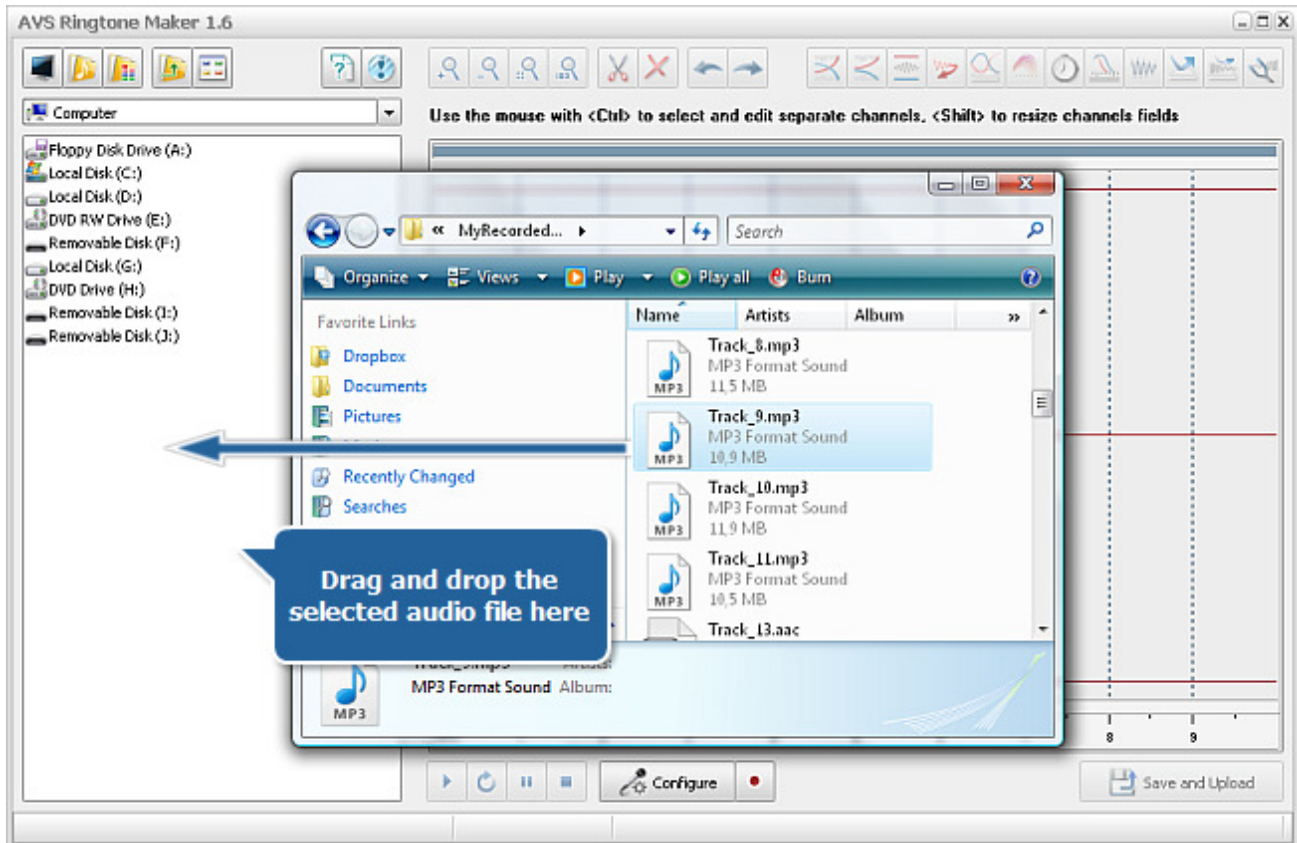 AVS Ringtone Maker 1.6
Computer
Use the mouse with <Ctrl> to select and edit separate channels, <Shift> to resize channels fields
Floppy Disk Drive (A:)
Local Disk (C:)
Local Disk (D:)
DVD RW Drive (E:)
Removable Disk (F:)
Local Disk (G:)
DVD Drive (H:)
Removable Disk (I:)
Removable Disk (J:)
« MyRecorded...
Search
Organize Views Play Play all Burn
Favorite Links
Dropbox
Documents
Pictures
Recently Changed
Searches
Name Artists Album »
Track_8.mp3
MP3 Format Sound
11,5 MB
MP3
Track_9.mp3
MP3 Format Sound
10,9 MB
MP3
Track_10.mp3
MP3 Format Sound
11,9 MB
MP3
Track_11.mp3
MP3 Format Sound
10,5 MB
MP3
Track_13.aac
Drag and drop the
selected audio file here
MP3 Format Sound Album:
MP3
8 9
Configure
Save and Upload